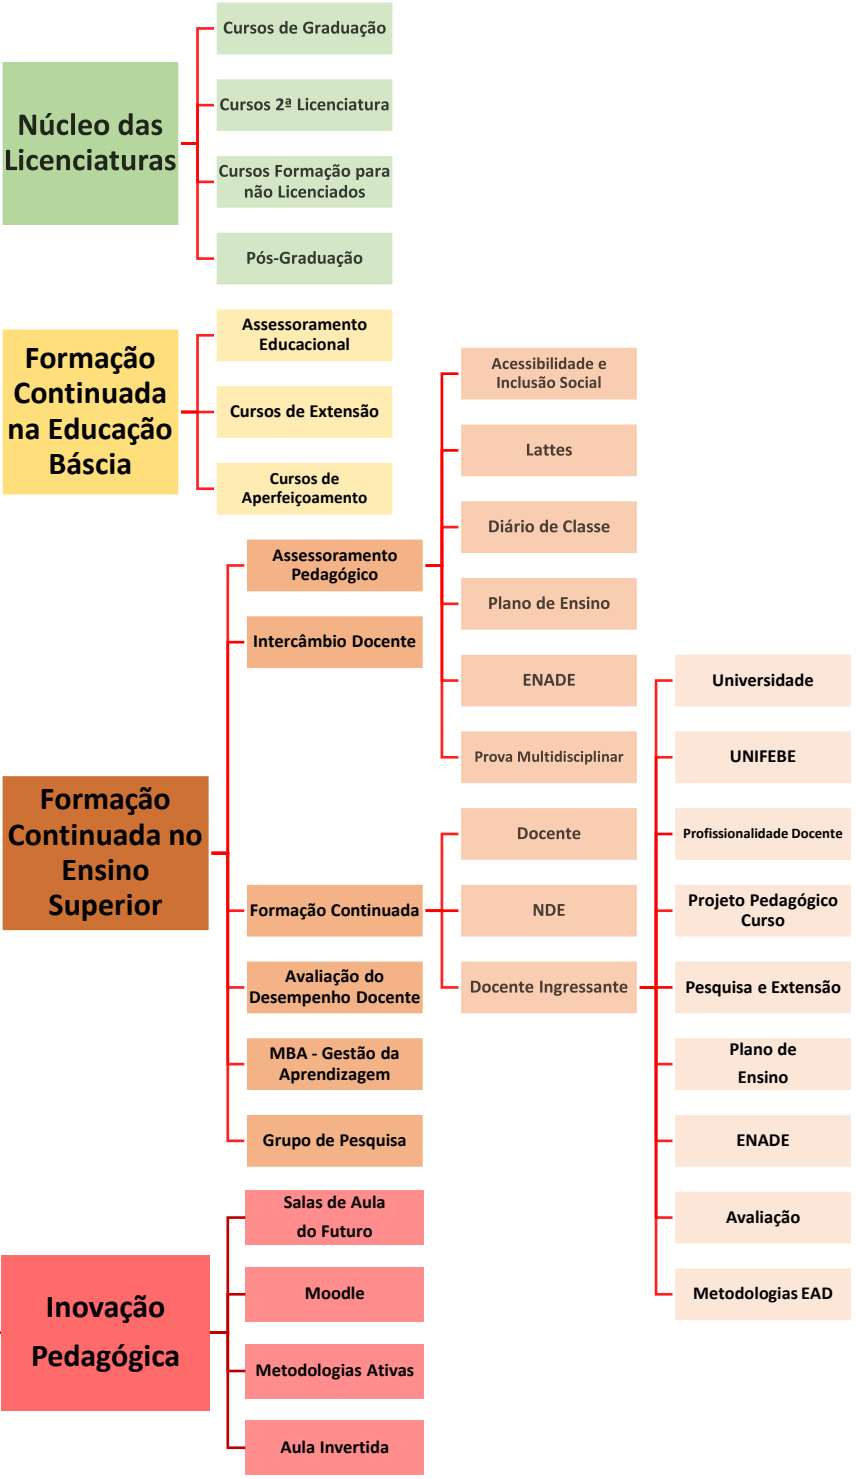 Núcleo das
Licenciaturas
Cursos de Graduação
Cursos 2ª Licenciatura
Cursos Formação para
não Licenciados
Pós-Graduação
Formação
Continuada
na Educação
Báscia
Assessoramento
Educacional
Cursos de Extensão
Cursos de
Aperfeiçoamento
Formação
Continuada no
Ensino
Superior
Assessoramento
Pedagógico
Acessibilidade e
Inclusão Social
Lattes
Diário de Classe
Plano de Ensino
ENADE
Prova Multidisciplinar
Intercâmbio Docente
Formação Continuada
Docente
NDE
Docente Ingressante
Universidade
UNIFEBE
Profissionalidade Docente
Projeto Pedagógico
Curso
Pesquisa e Extensão
Plano de
Ensino
ENADE
Avaliação
Metodologias EAD
Avaliação do
Desempenho Docente
MBA - Gestão da
Aprendizagem
Grupo de Pesquisa
Inovação
Pedagógica
Salas de Aula
do Futuro
Moodle
Metodologias Ativas
Aula Invertida